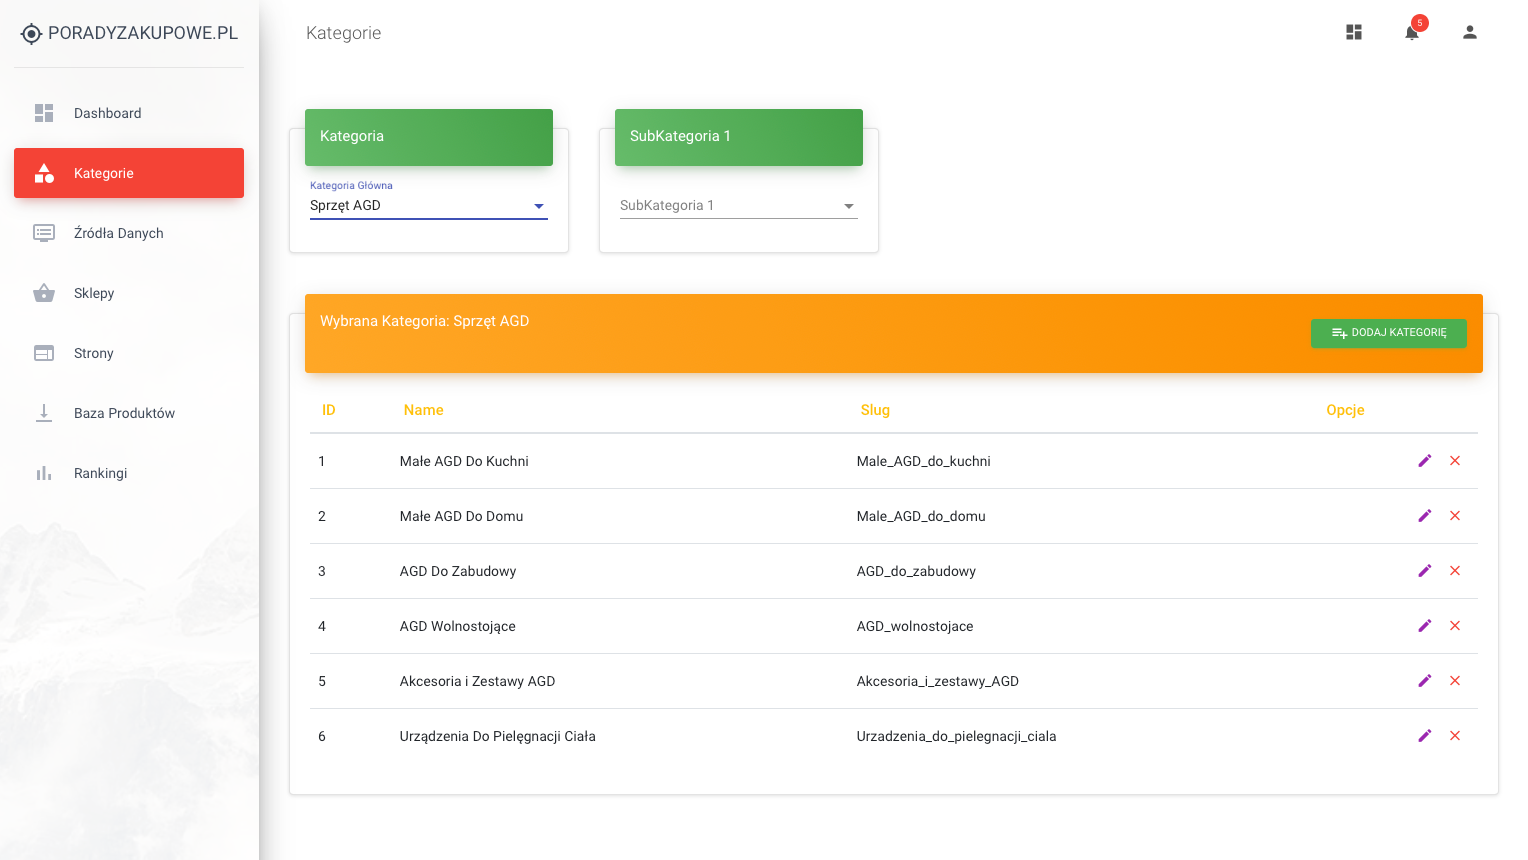 PORADYZAKUPOWE.PL
Dashboard
Kategorie
Źródła Danych
Sklepy
Strony
Baza Produktów
Rankingi
Kategorie
5
Kategoria
Kategoria Główna
Sprzęt AGD
SubKategoria 1
SubKategoria 1
Wybrana Kategoria: Sprzęt AGD
DODAJ KATEGORIĘ
ID Name Slug Opcje
1 Małe AGD Do Kuchni Male_AGD_do_kuchni
2 Małe AGD Do Domu Male_AGD_do_domu
3 AGD Do Zabudowy AGD_do_zabudowy
4 AGD Wolnostojące AGD_wolnostojace
5 Akcesoria i Zestawy AGD Akcesoria_i_zestawy_AGD
6 Urządzenia Do Pielęgnacji Ciała Urzadzenia_do_pielegnacji_ciala